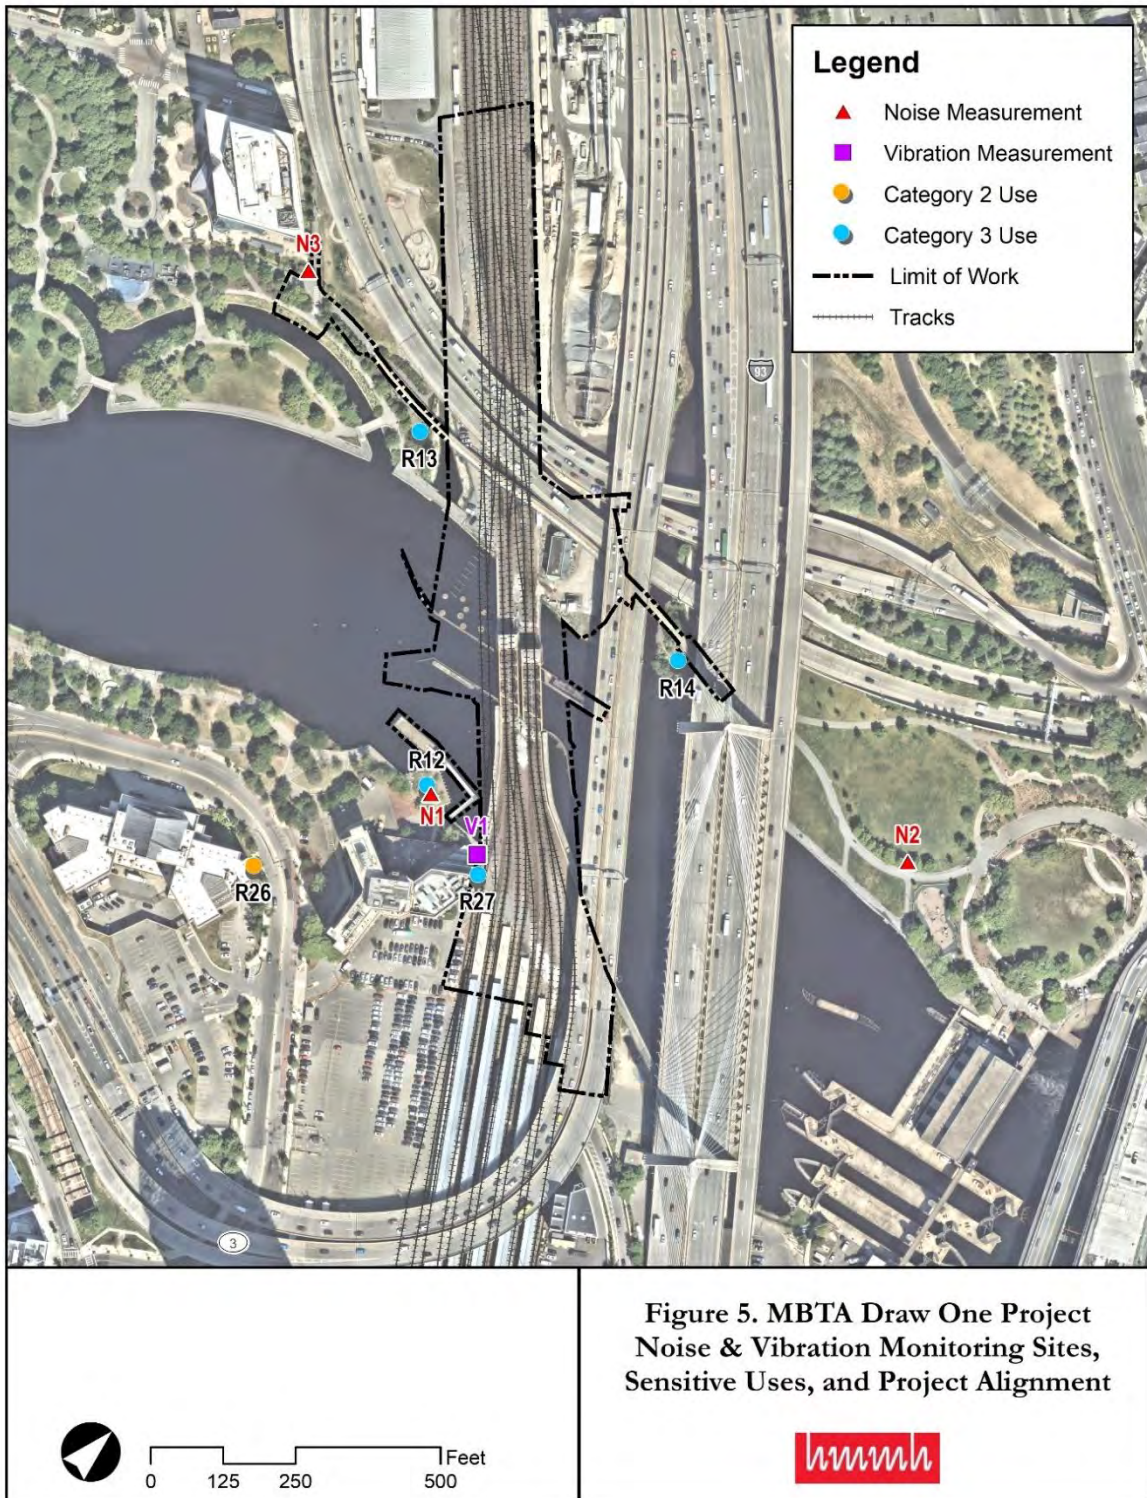 Legend
Noise Measurement
Vibration Measurement
Category 2 Use
Category 3 Use
Limit of Work
Tracks
N3
93
R13
R14
R12
N1
V1
N2
R26
R27
3
Figure 5. MBTA Draw One Project
Noise & Vibration Monitoring Sites,
Sensitive Uses, and Project Alignment
Feet
0 125 250 500
hmmh